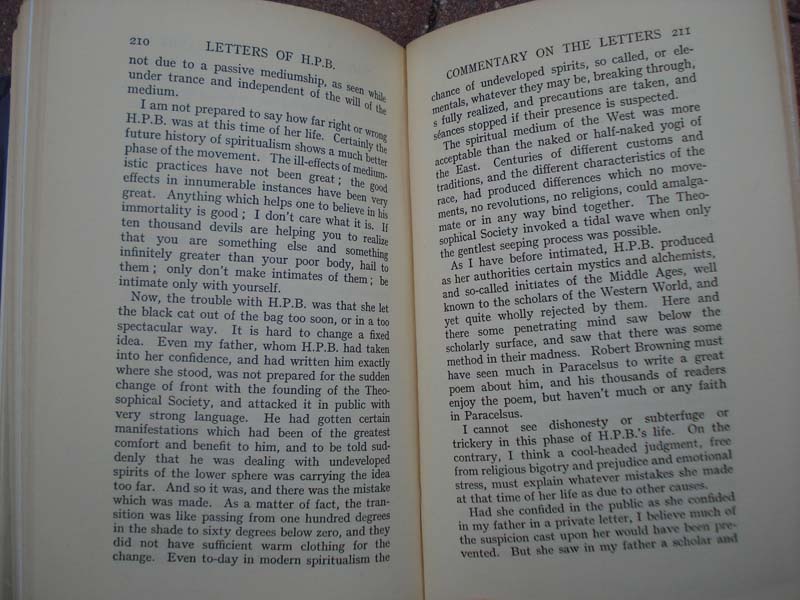 210 LETTERS OF H.P.B.
not due to a passive mediumship, as seen while
under trance and independent of the will of the
medium.
I am not prepared to say how far right or wrong
H.P.B. was at this time of her life. Certainly the
future history of spiritualism shows a much better
phase of the movement. The ill-effects of medium-
istic practices have not been great; the good
effects in innumerable instances have been very
great. Anything which helps one to believe in his
immortality is good; I don't care what it is. If
ten thousand devils are helping you to realize
that you are something else and something
infinitely greater than your poor body, hail to
them; only don't make intimates of them; be
intimate only with yourself.
Now, the trouble with H.P.B. was that she let
the black cat out of the bag too soon, or in a too
spectacular way. It is hard to change a fixed
idea. Even my father, whom H.P.B. had taken
into her confidence, and had written him exactly
where she stood, was not prepared for the sudden
change of front with the founding of the Theo-
sophical Society, and attacked it in public with
very strong language. He had gotten certain
manifestations which had been of the greatest
comfort and benefit to him, and to be told sud-
denly that he was dealing with undeveloped
spirits of the lower sphere was carrying the idea
too far. And so it was, and there was the mistake
which was made. As a matter of fact, the tran-
sition was like passing from one hundred degrees
in the shade to sixty degrees below zero, and they
did not have sufficient warm clothing for the
change. Even to-day in modern spiritualism the
COMMENTARY ON THE LETTERS 211
chance of undeveloped spirits, so called, or ele-
mentals, whatever they may be, breaking through,
s fully realized, and precautions are taken, and
séances stopped if their presence is suspected.
The spiritual medium of the West was more
acceptable than the naked or half-naked yogi of
the East. Centuries of different customs and
traditions, and the different characteristics of the
race, had produced differences which no move-
ments, no revolutions, no religions, could amalga-
mate or in any way bind together. The Theo-
sophical Society invoked a tidal wave when only
the gentlest seeping process was possible.
As I have before intimated, H.P.B. produced
as her authorities certain mystics and alchemists,
and so-called initiates of the Middle Ages, well
known to the scholars of the Western World, and
yet quite wholly rejected by them. Here and
there some penetrating mind saw below the
scholarly surface, and saw that there was some
method in their madness. Robert Browning must
have seen much in Paracelsus to write a great
poem about him, and his thousands of readers
enjoy the poem, but haven't much or any faith
in Paracelsus.
I cannot see dishonesty or subterfuge or
trickery in this phase of H.P.B.'s life. On the
contrary, I think a cool-headed judgment, free
from religious bigotry and prejudice and emotional
stress, must explain whatever mistakes she made
at that time of her life as due to other causes.
Had she confided in the public as she confided
in my father in a private letter, I believe much of
the suspicion cast upon her would have been pre-
vented. But she saw in my father a scholar and